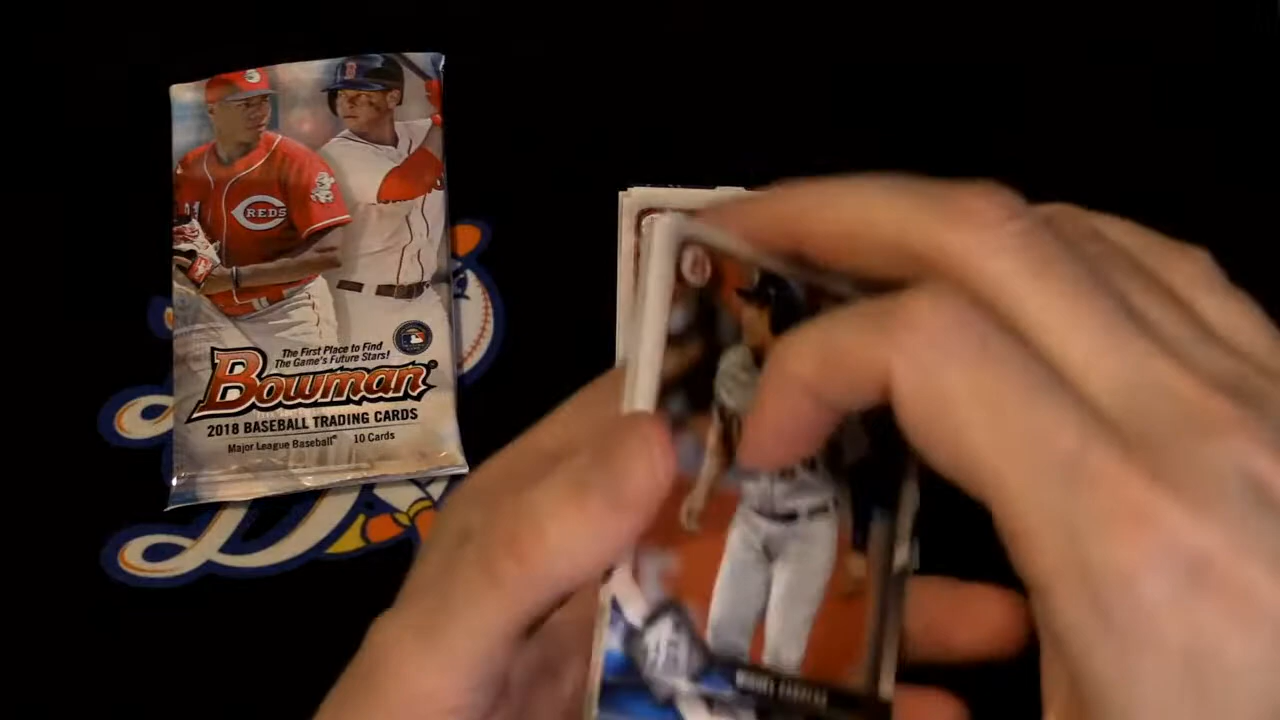 B
REDS
The First Place to Find
The Game's Future Stars!
Bowman®
2018 BASEBALL TRADING CARDS
Major League Baseball® 10 Cards